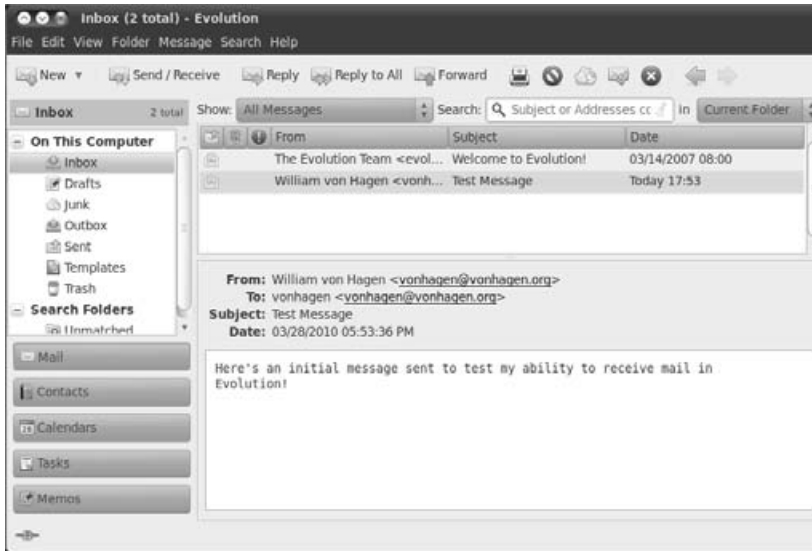 Inbox (2 total) - Evolution
File Edit View Folder Message Search Help
New Send / Receive Reply Reply to All Forward
Inbox 2 total
Show: All Messages Search: Subject or Addresses cc in Current Folder
On This Computer
Inbox
Drafts
Junk
Outbox
Sent
Templates
Trash
Search Folders
Unmatched
Mail
Contacts
Calendars
Tasks
Memos
From Subject Date
The Evolution Team <evol... Welcome to Evolution! 03/14/2007 08:00
William von Hagen <vonh... Test Message Today 17:53
From: William von Hagen <vonhagen@vonhagen.org>
To: vonhagen <vonhagen@vonhagen.org>
Subject: Test Message
Date: 03/28/2010 05:53:36 PM
Here's an initial message sent to test my ability to receive mail in
Evolution!